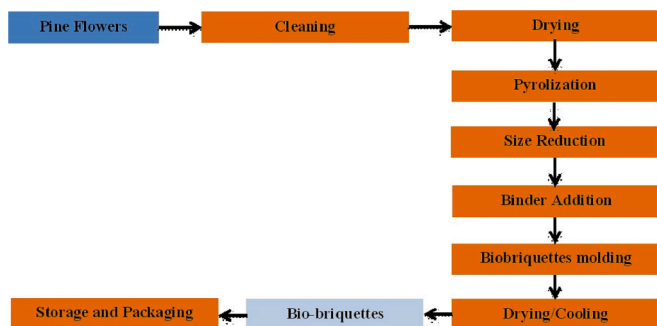 Pine Flowers
Cleaning
Drying
Pyrolization
Size Reduction
Binder Addition
Biobriquettes molding
Drying/Cooling
Bio-briquettes
Storage and Packaging